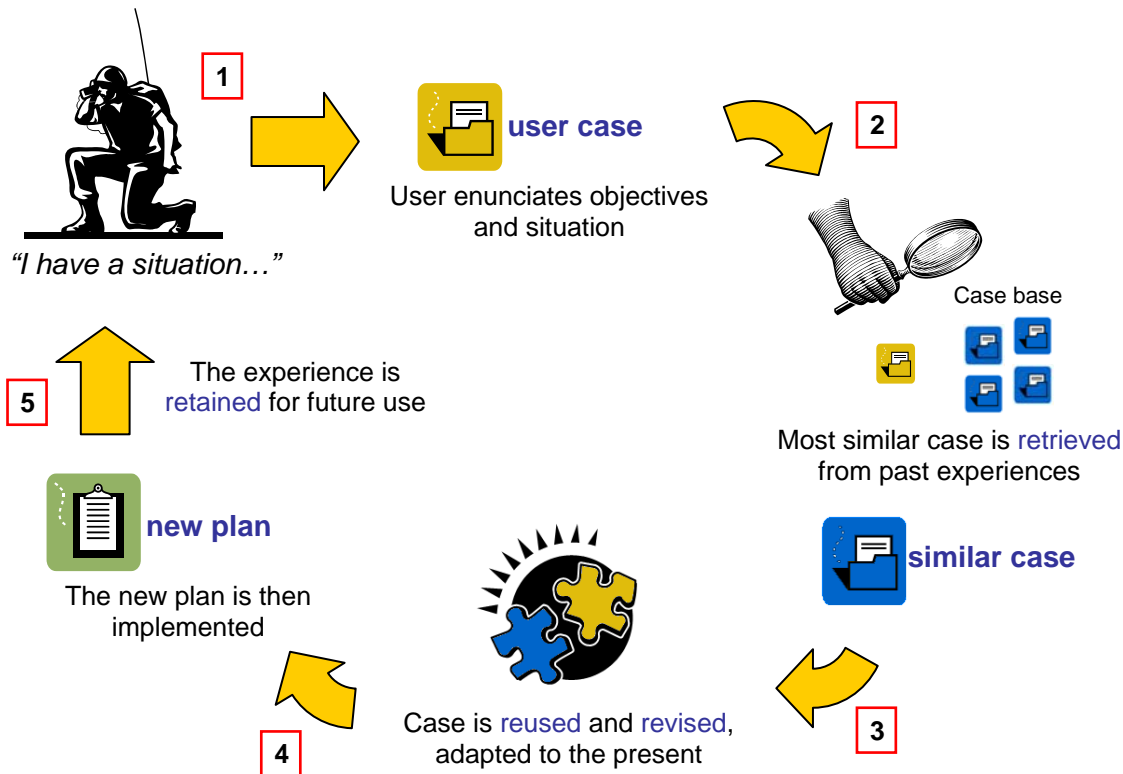 1
user case
2
User enunciates objectives
and situation
“I have a situation…”
Case base
5
The experience is
retained for future use
Most similar case is retrieved
from past experiences
new plan
similar case
The new plan is then
implemented
Case is reused and revised,
adapted to the present
3
4